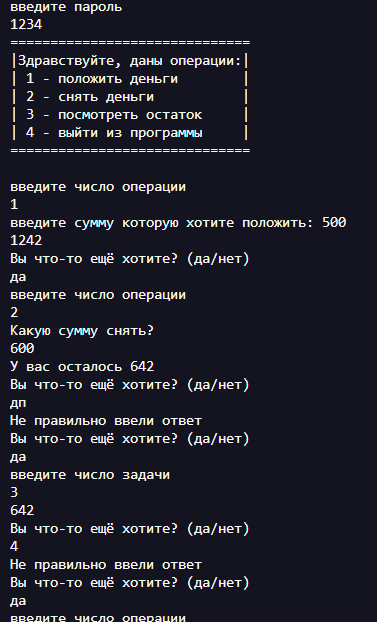 введите пароль
1234
==============================
|Здравствуйте, даны операции:|
| 1 - положить деньги        |
| 2 - снять деньги           |
| 3 - посмотреть остаток     |
| 4 - выйти из программы     |
==============================
введите число операции
1
введите сумму которую хотите положить: 500
1242
Вы что-то ещё хотите? (да/нет)
да
введите число операции
2
Какую сумму снять?
600
У вас осталось 642
Вы что-то ещё хотите? (да/нет)
дп
Не правильно ввели ответ
Вы что-то ещё хотите? (да/нет)
да
введите число задачи
3
642
Вы что-то ещё хотите? (да/нет)
4
Не правильно ввели ответ
Вы что-то ещё хотите? (да/нет)
да
введите число операции